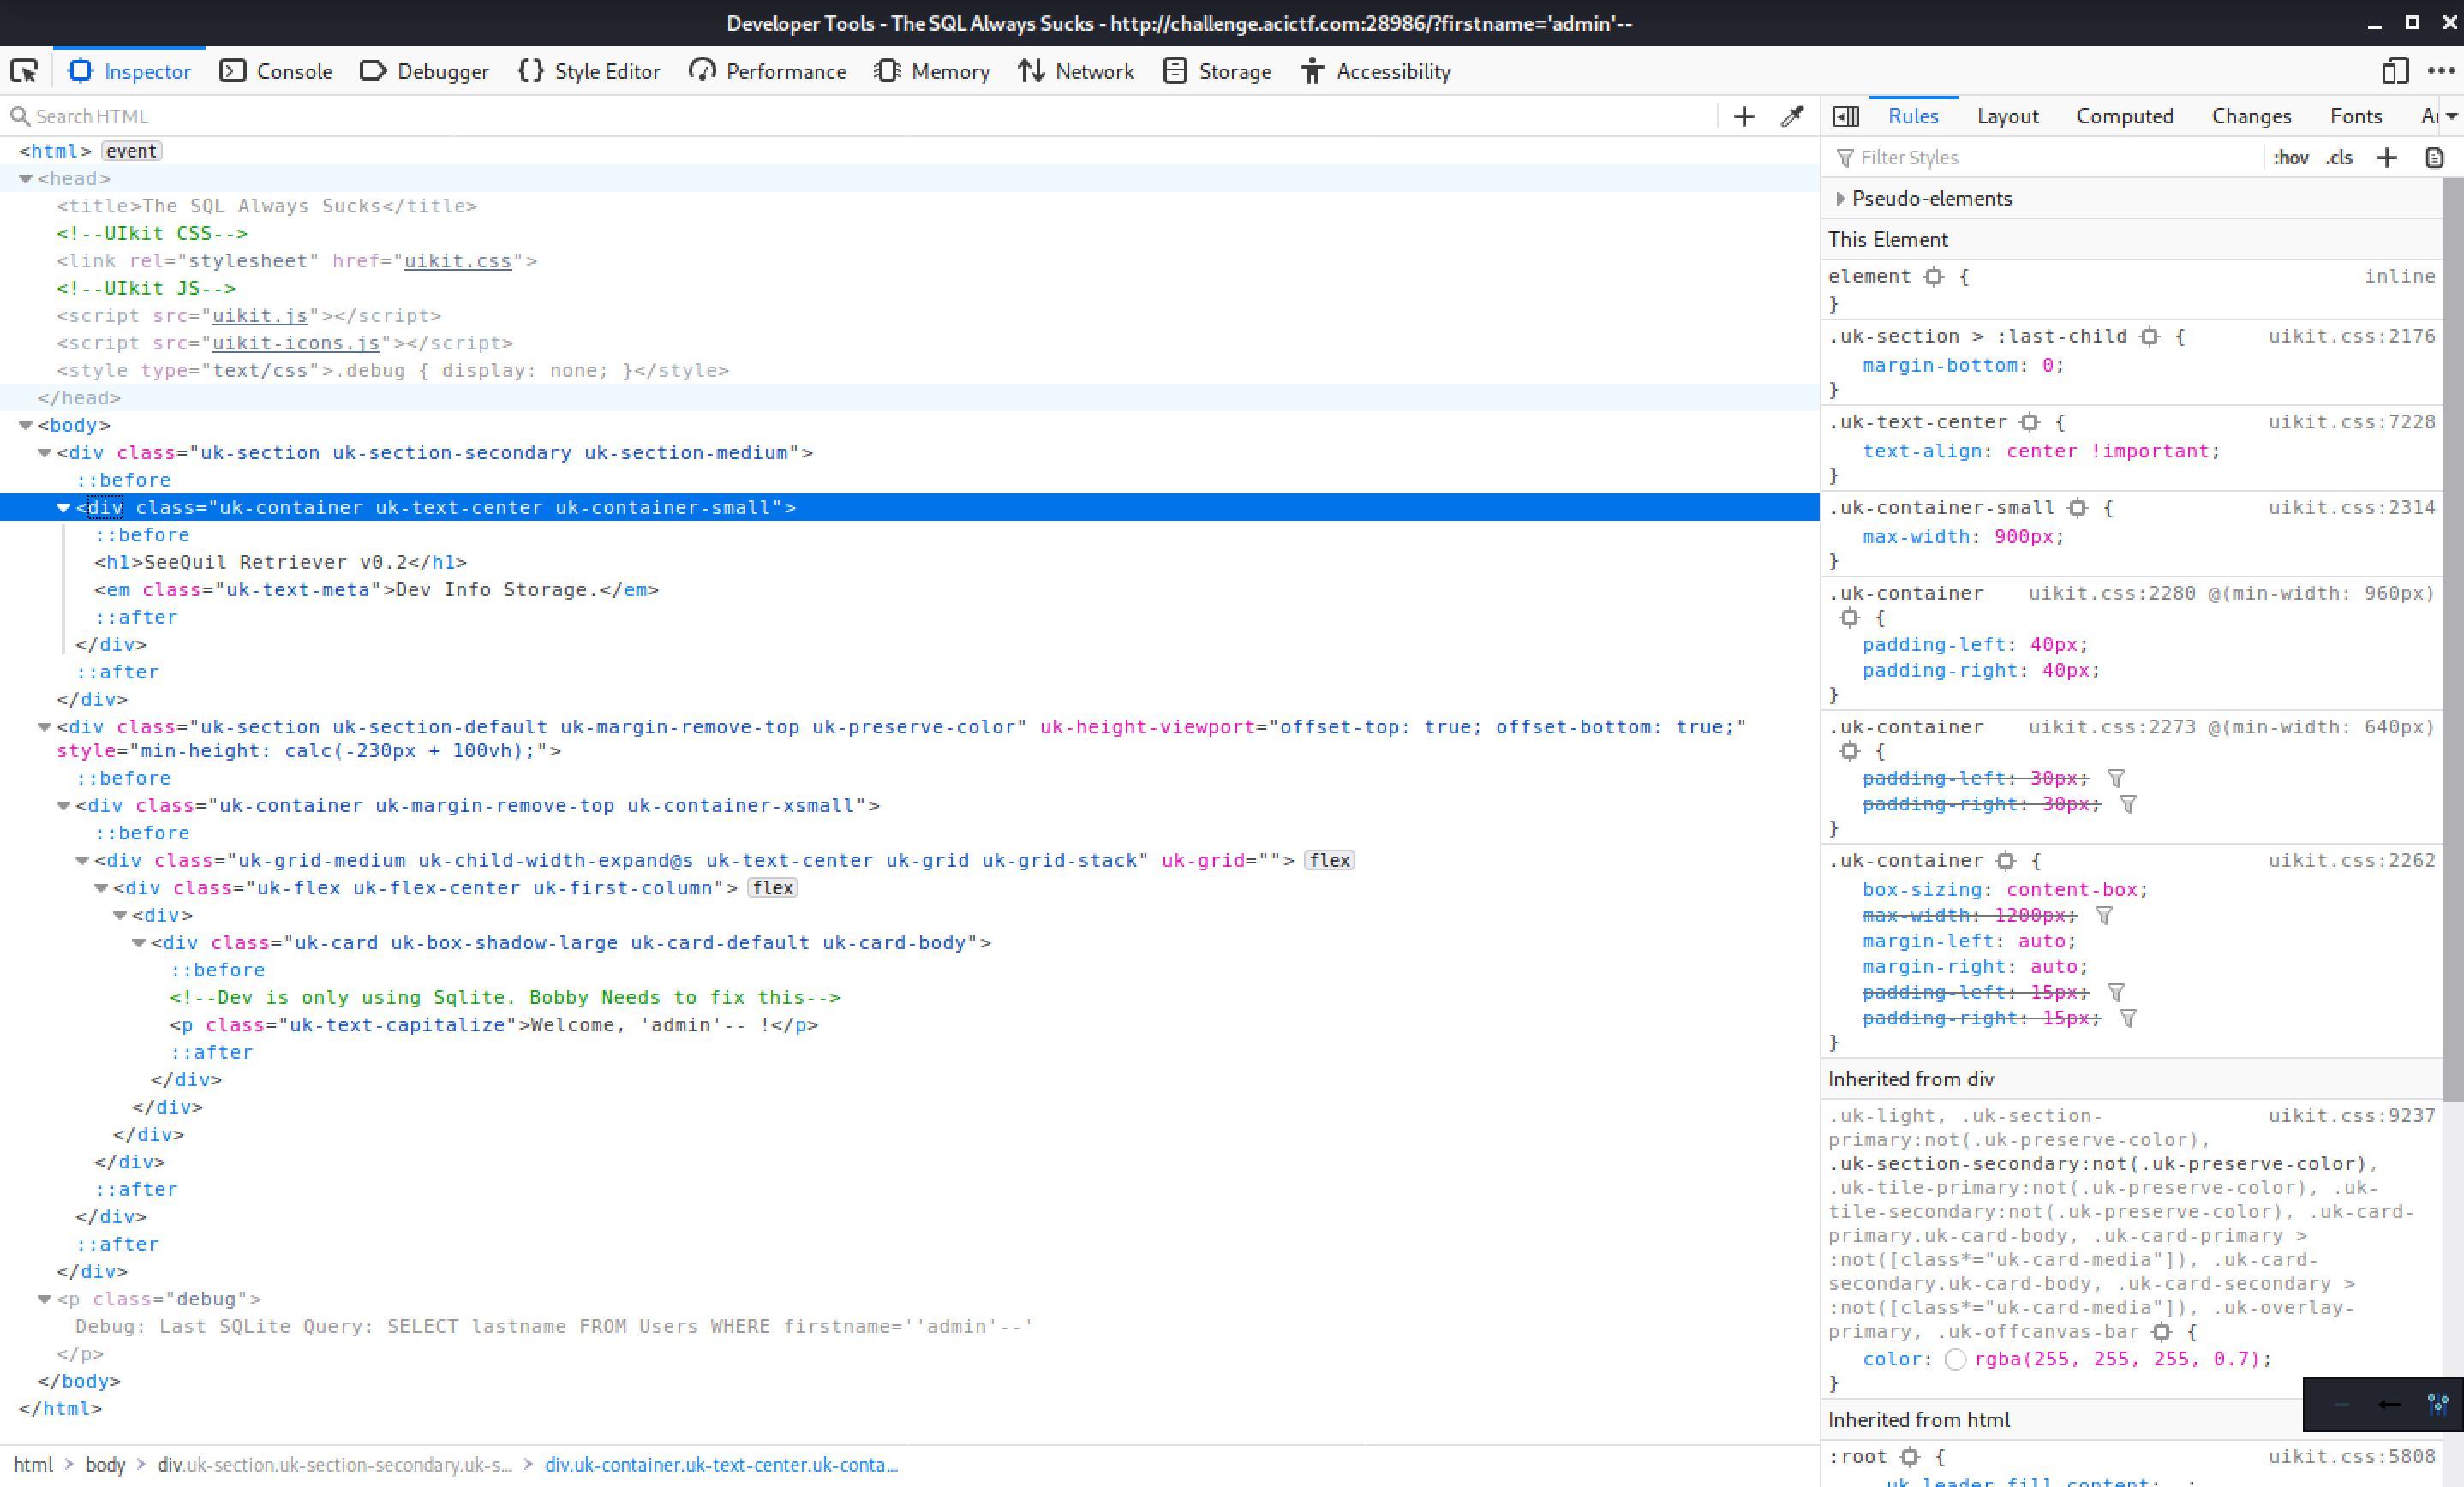 Developer Tools - The SQL Always Sucks - http://challenge.acictf.com:28986/?firstname='admin'--
Inspector Console Debugger Style Editor Performance Memory Network Storage Accessibility
Search HTML
<html> event
<head>
<title>The SQL Always Sucks</title>
<!--UIkit CSS-->
<link rel="stylesheet" href="uikit.css">
<!--UIkit JS-->
<script src="uikit.js"></script>
<script src="uikit-icons.js"></script>
<style type="text/css">.debug { display: none; }</style>
</head>
<body>
<div class="uk-section uk-section-secondary uk-section-medium">
::before
<div class="uk-container uk-text-center uk-container-small">
::before
<h1>SeeQuil Retriever v0.2</h1>
<em class="uk-text-meta">Dev Info Storage.</em>
::after
</div>
::after
</div>
<div class="uk-section uk-section-default uk-margin-remove-top uk-preserve-color" uk-height-viewport="offset-top: true; offset-bottom: true;"
style="min-height: calc(-230px + 100vh);">
::before
<div class="uk-container uk-margin-remove-top uk-container-xsmall">
::before
<div class="uk-grid-medium uk-child-width-expand@s uk-text-center uk-grid uk-grid-stack" uk-grid=""> flex
<div class="uk-flex uk-flex-center uk-first-column"> flex
<div>
<div class="uk-card uk-box-shadow-large uk-card-default uk-card-body">
::before
<!--Dev is only using Sqlite. Bobby Needs to fix this-->
<p class="uk-text-capitalize">Welcome, 'admin'-- !</p>
::after
</div>
</div>
</div>
</div>
::after
</div>
::after
</div>
<p class="debug">
Debug: Last SQLite Query: SELECT lastname FROM Users WHERE firstname=''admin'--'
</p>
</body>
</html>
html body div.uk-section.uk-section-secondary.uk-s... div.uk-container.uk-text-center.uk-conta...
Rules Layout Computed Changes Fonts
Filter Styles :hov .cls
Pseudo-elements
This Element
element { inline
}
.uk-section > :last-child { uikit.css:2176
margin-bottom: 0;
}
.uk-text-center { uikit.css:7228
text-align: center !important;
}
.uk-container-small { uikit.css:2314
max-width: 900px;
}
.uk-container uikit.css:2280 @(min-width: 960px)
{
padding-left: 40px;
padding-right: 40px;
}
.uk-container uikit.css:2273 @(min-width: 640px)
{
padding-left: 30px;
padding-right: 30px;
}
.uk-container { uikit.css:2262
box-sizing: content-box;
max-width: 1200px;
margin-left: auto;
margin-right: auto;
padding-left: 15px;
padding-right: 15px;
}
Inherited from div
.uk-light, .uk-section- uikit.css:9237
primary:not(.uk-preserve-color),
.uk-section-secondary:not(.uk-preserve-color),
.uk-tile-primary:not(.uk-preserve-color), .uk-
tile-secondary:not(.uk-preserve-color), .uk-card-
primary.uk-card-body, .uk-card-primary >
:not([class*="uk-card-media"]), .uk-card-
secondary.uk-card-body, .uk-card-secondary >
:not([class*="uk-card-media"]), .uk-overlay-
primary, .uk-offcanvas-bar {
color: rgba(255, 255, 255, 0.7);
}
Inherited from html
:root { uikit.css:5808